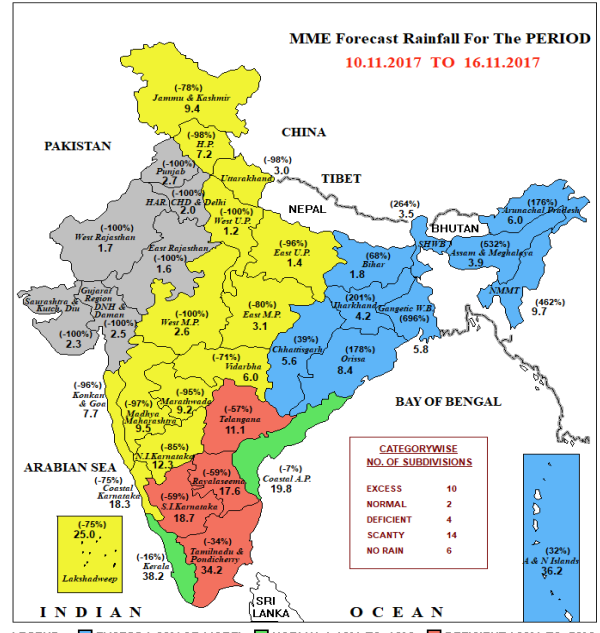 MME Forecast Rainfall For The PERIOD
10.11.2017 TO 16.11.2017
(-78%)
Jammu & Kashmir
9.4
(-98%)
H.P.
7.2
CHINA
PAKISTAN
(-100%)
Punjab
2.7
Uttarakhand
(-98%)
3.0
TIBET
(-100%)
HAR. CHD & Delhi
2.0
NEPAL
(-100%)
West Rajasthan
1.7
East Rajasthan
(-100%)
1.6
(-100%)
West U.P.
1.2
(-96%)
East U.P.
1.4
(264%)
3.5
SHWB
BHUTAN
(176%)
Arunachal Pradesh
6.0
(532%)
Assam & Meghalaya
3.9
NMMT
(462%)
9.7
(68%)
Bihar
1.8
Saurashtra &
Kutch, Diu
(-100%)
2.3
Gujarat
Region
DNH &
Daman
(-100%)
2.5
(-100%)
West M.P.
2.6
(-80%)
East M.P.
3.1
(201%)
Jharkhand
4.2
Gangetic W.B.
(696%)
5.8
(39%)
Chhattisgarh
5.6
(178%)
Orissa
8.4
(-71%)
Vidarbha
6.0
(-96%)
Konkan
& Goa
7.7
(-97%)
Madhya
Maharashtra
9.5
(-95%)
Marathwada
9.2
(-57%)
Telangana
11.1
BAY OF BENGAL
(-85%)
N.I.Karnataka
12.3
ARABIAN SEA
(-75%)
Coastal
Karnataka
18.3
(-59%)
Rayalaseema
17.6
(-7%)
Coastal A.P.
19.8
(-59%)
S.I.Karnataka
18.7
CATEGORYWISE
NO. OF SUBDIVISIONS
EXCESS 10
NORMAL 2
DEFICIENT 4
SCANTY 14
NO RAIN 6
(-75%)
25.0
Lakshadweep
(-16%)
Kerala
38.2
(-34%)
Tamilnadu &
Pondicherry
34.2
(32%)
A & N Islands
36.2
SRI
LANKA
INDIAN OCEAN